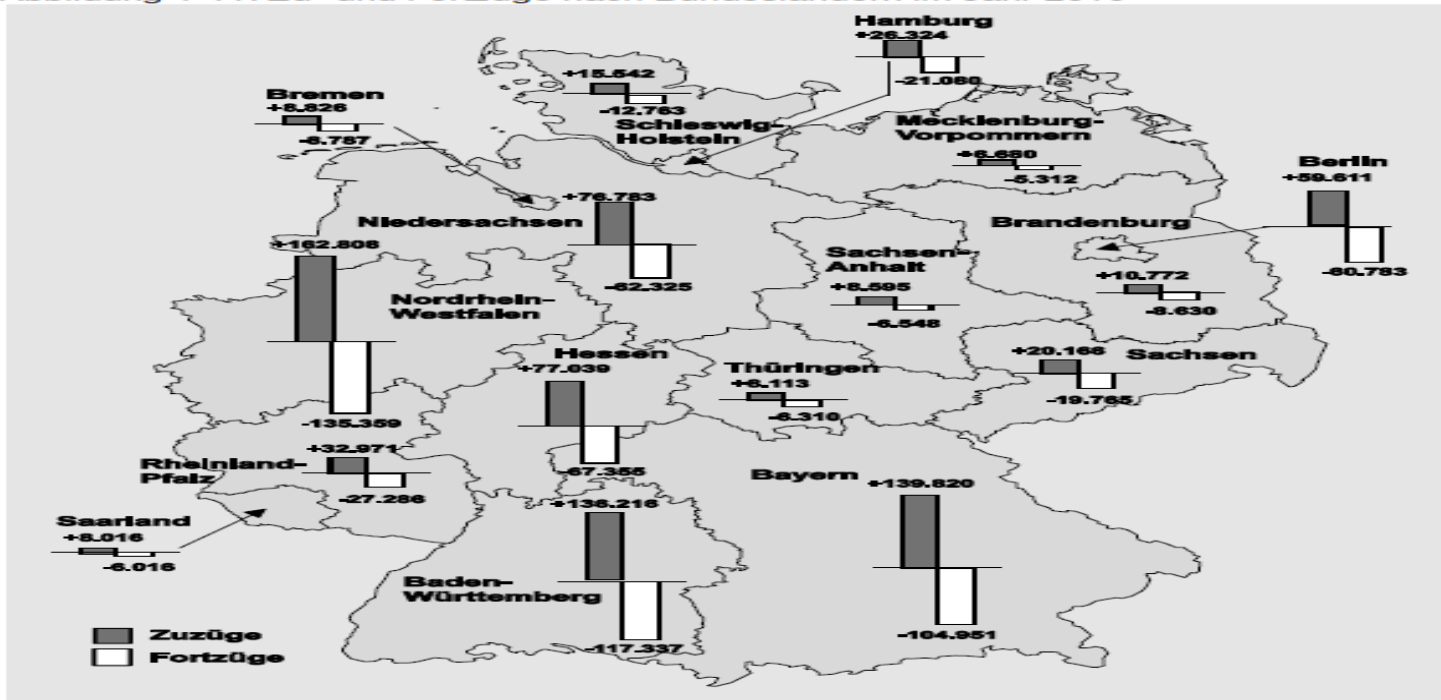 Hamburg
+26.324
-21.080
+15.542
-12.763
Schleswig-
Holstein
Bremen
+8.826
-8.787
Mecklenburg-
Vorpommern
+6.680
-5.312
Berlin
+59.611
-60.783
+76.783
Niedersachsen
-62.325
Brandenburg
+10.772
-8.630
Sachsen-
Anhalt
+8.595
-6.548
+162.808
Nordrhein-
Westfalen
-135.359
Hessen
+77.039
-67.355
Thüringen
+6.113
-6.310
+20.166
Sachsen
-19.765
+32.971
Rheinland-
Pfalz
-27.286
Bayern
+139.820
-104.951
Saarland
+8.016
-6.016
+136.216
Baden-
Württemberg
-117.337
Zuzüge
Fortzüge